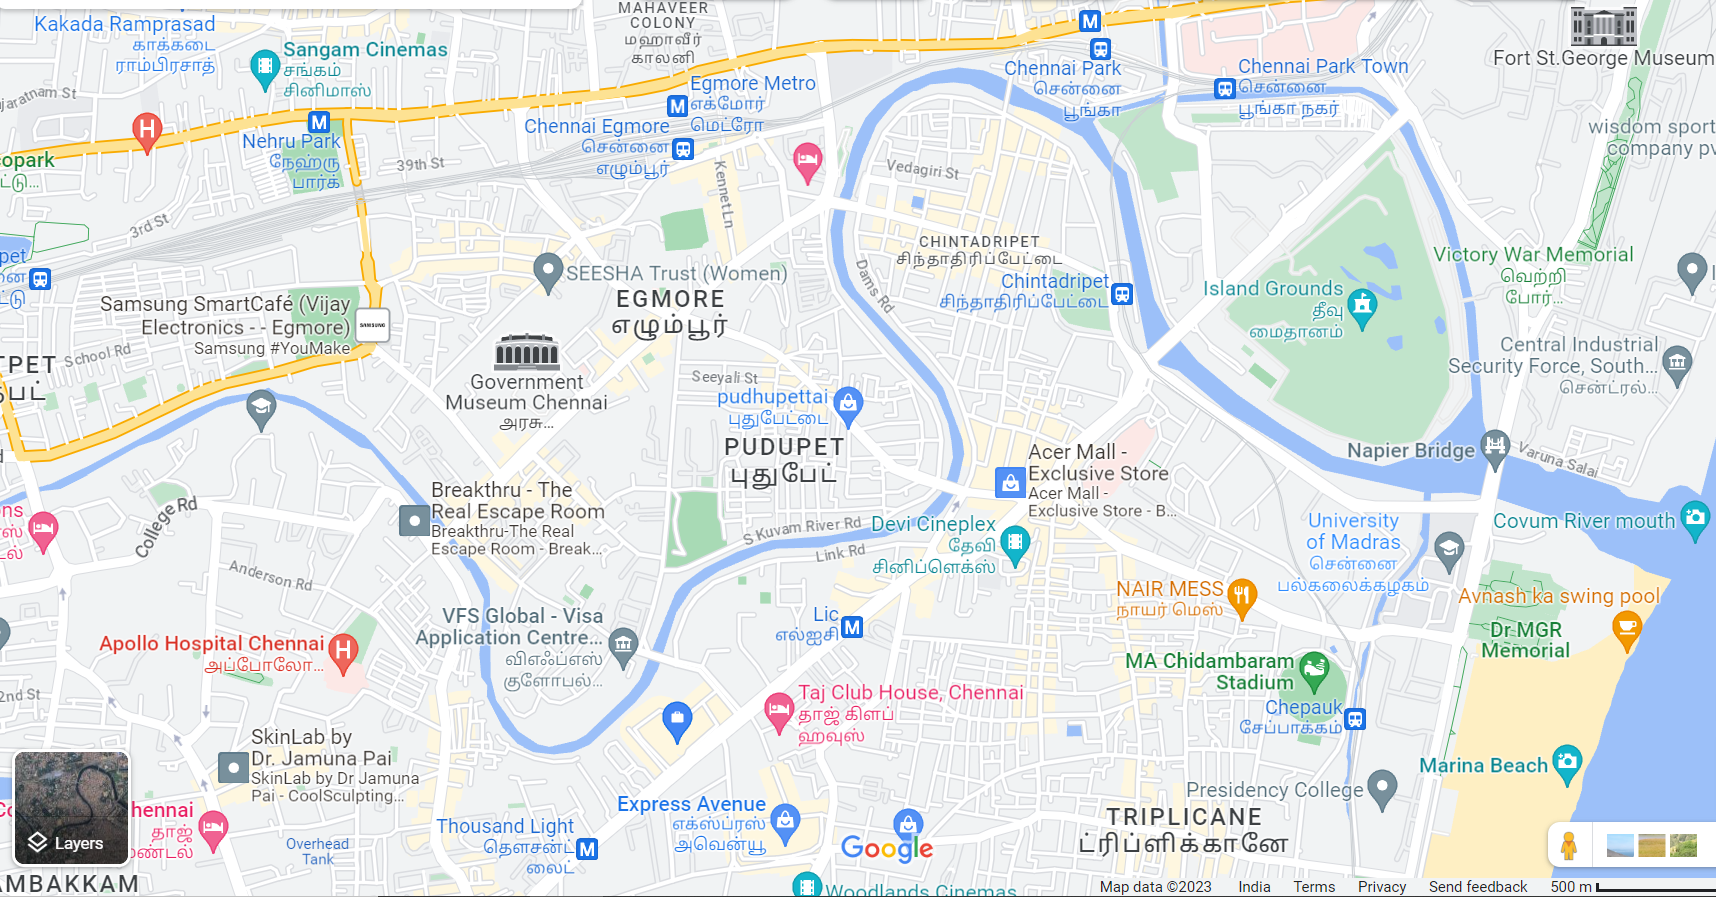 MAHAVEER
COLONY
மஹாவீர்
காலனி
Kakada Ramprasad
காக்கடை
ராம்பிரசாத்
Sangam Cinemas
சங்கம்
சினிமாஸ்
Fort St.George Museum
Chennai Park
சென்னை
பூங்கா
Chennai Park Town
சென்னை
பூங்கா நகர்
Egmore Metro
எக்மோர்
மெட்ரோ
Chennai Egmore
சென்னை
எழும்பூர்
Nehru Park
நேஹ்ரு
பார்க்
39th St
3rd St
Kennet Ln
Vedagiri St
wisdom sport
company pv
CHINTADRIPET
சிந்தாதிரிப்பேட்டை
Chintadripet
சிந்தாதிரிப்பேட்டை
Dams Rd
Victory War Memorial
வெற்றி
போர்...
Island Grounds
தீவு
மைதானம்
SEESHA Trust (Women)
EGMORE
எழும்பூர்
Samsung SmartCafé (Vijay
Electronics - - Egmore)
Samsung #YouMake
SAMSUNG
School Rd
Central Industrial
Security Force, South...
சென்ட்ரல்...
Government
Museum Chennai
அரசு...
Seeyali St
pudhupettai
புதுபேட்டை
PUDUPET
புதுபேட்
Acer Mall -
Exclusive Store
Acer Mall -
Exclusive Store - B...
Napier Bridge
Varuna Salai
Breakthru - The
Real Escape Room
Breakthru-The Real
Escape Room - Break...
College Rd
S Kuvam River Rd
Link Rd
Devi Cineplex
தேவி
சினிப்ளெக்ஸ்
University
of Madras
சென்னை
பல்கலைக்கழகம்
Covum River mouth
Anderson Rd
NAIR MESS
நாயர் மெஸ்
Avnash ka swing pool
Dr MGR
Memorial
VFS Global - Visa
Application Centre...
விஎஃப்எஸ்
குளோபல்...
Lic
எல்ஐசி
Apollo Hospital Chennai
அப்போலோ...
MA Chidambaram
Stadium
Chepauk
சேப்பாக்கம்
Taj Club House, Chennai
தாஜ் கிளப்
ஹவுஸ்
2nd St
SkinLab by
Dr. Jamuna Pai
SkinLab by Dr Jamuna
Pai - CoolSculpting...
Marina Beach
Presidency College
Express Avenue
எக்ஸ்ப்ரஸ்
அவென்யூ
Thousand Light
தௌசன்ட்
லைட்
TRIPLICANE
ட்ரிப்ளிக்கானே
Overhead
Tank
Layers
Google
Woodlands Cinemas
Map data ©2023 India Terms Privacy Send feedback 500 m